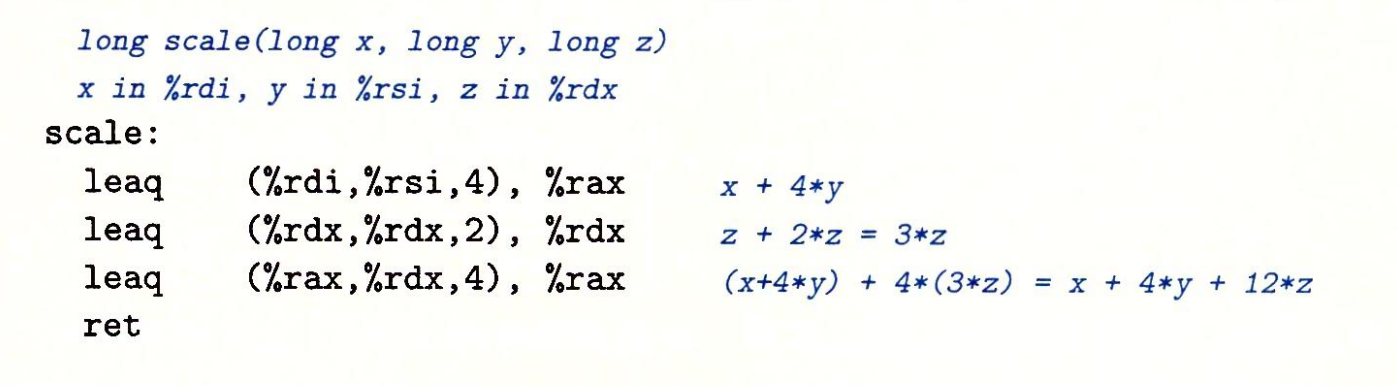 long scale(long x, long y, long z)
x in %rdi, y in %rsi, z in %rdx
scale:
leaq (%rdi,%rsi,4), %rax x + 4*y
leaq (%rdx,%rdx,2), %rdx z + 2*z = 3*z
leaq (%rax,%rdx,4), %rax (x+4*y) + 4*(3*z) = x + 4*y + 12*z
ret